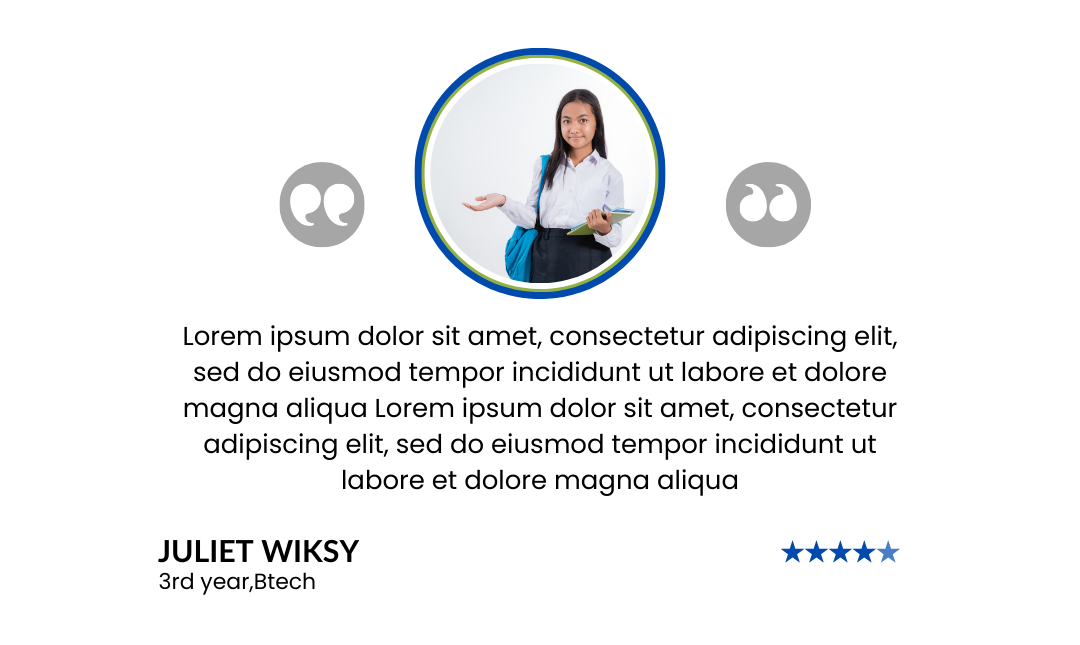 Lorem ipsum dolor sit amet, consectetur adipiscing elit,
sed do eiusmod tempor incididunt ut labore et dolore
magna aliqua Lorem ipsum dolor sit amet, consectetur
adipiscing elit, sed do eiusmod tempor incididunt ut
labore et dolore magna aliqua
JULIET WIKSY
3rd year,Btech